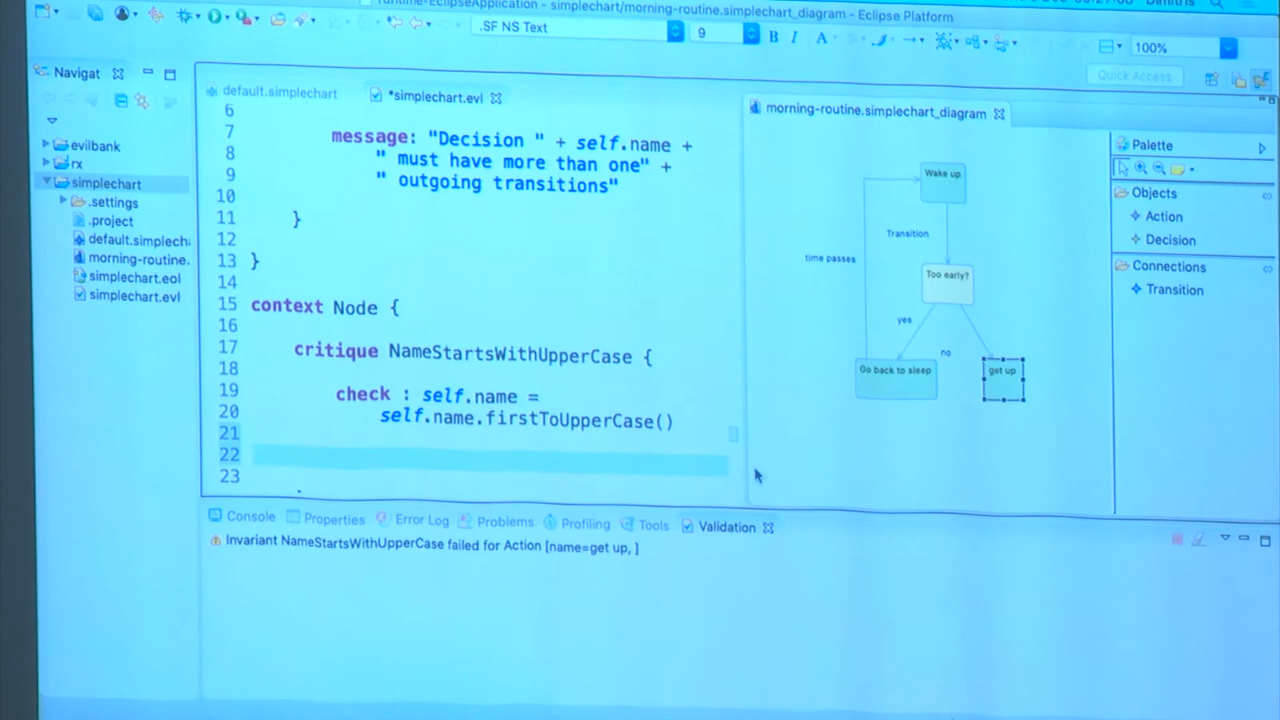 simplechart/morning-routine.simplechart_diagram - Eclipse Platform
.SF NS Text
9
B I A
100%
Quick Access
Navigat
evilbank
rx
simplechart
.settings
.project
default.simplech
morning-routine.
simplechart.eol
simplechart.evl
default.simplechart
*simplechart.evl
6
7 message: "Decision " + self.name +
8 " must have more than one" +
9 " outgoing transitions"
10
11 }
12
13 }
14
15 context Node {
16
17 critique NameStartsWithUpperCase {
18
19 check : self.name =
20 self.name.firstToUpperCase()
21
22
23
morning-routine.simplechart_diagram
Wake up
Transition
time passes
Too early?
yes
no
Go back to sleep
get up
Palette
Objects
Action
Decision
Connections
Transition
Console
Properties
Error Log
Problems
Profiling
Tools
Validation
Invariant NameStartsWithUpperCase failed for Action [name=get up, ]